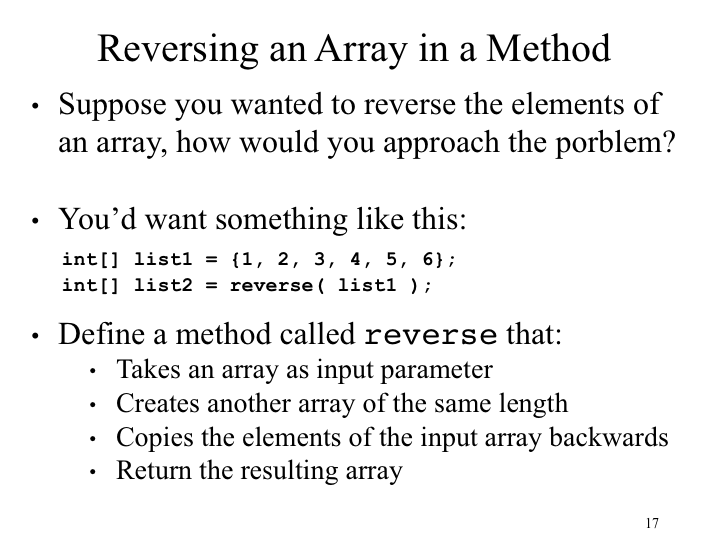 Reversing an Array in a Method
• Suppose you wanted to reverse the elements of
an array, how would you approach the porblem?
• You’d want something like this:
int[] list1 = {1, 2, 3, 4, 5, 6};
int[] list2 = reverse( list1 );
• Define a method called reverse that:
• Takes an array as input parameter
• Creates another array of the same length
• Copies the elements of the input array backwards
• Return the resulting array
17